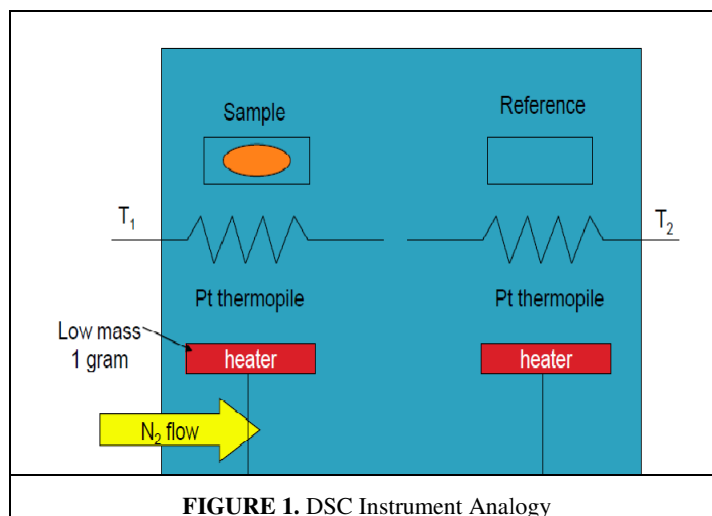 Sample
Reference
T₁
T₂
Pt thermopile
Pt thermopile
Low mass
1 gram
heater
heater
N₂ flow
FIGURE 1. DSC Instrument Analogy